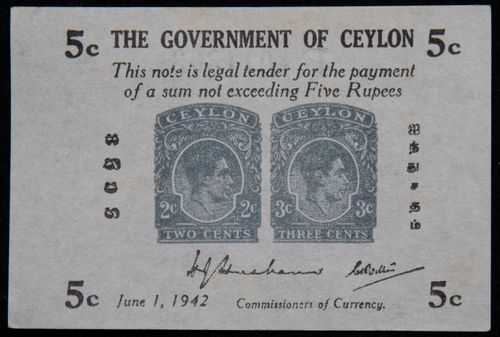 5c THE GOVERNMENT OF CEYLON 5c
This note is legal tender for the payment
of a sum not exceeding Five Rupees
CEYLON CEYLON
2c 2c 3c 3c
TWO CENTS THREE CENTS
ஐந்து சதம்
5c June 1, 1942 Commissioners of Currency. 5c